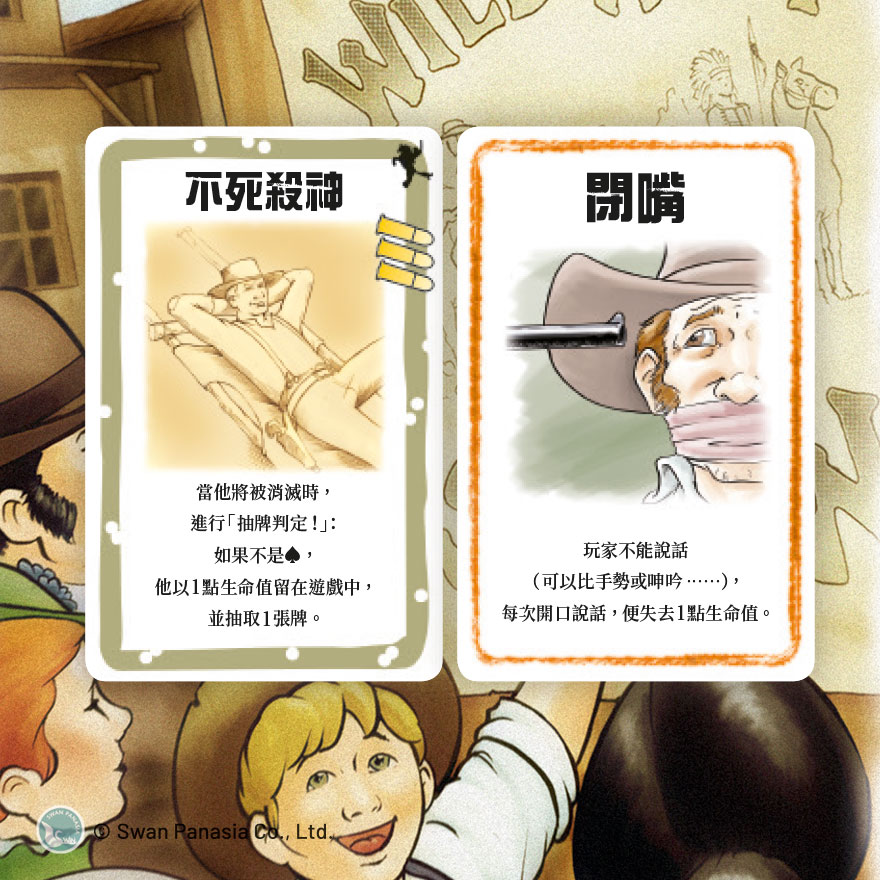 WILD W
不死殺神
當他將被消滅時，
進行「抽牌判定！」：
如果不是♠，
他以1點生命值留在遊戲中，
並抽取1張牌。
閉嘴
玩家不能說話
（可以比手勢或呻吟……），
每次開口說話，便失去1點生命值。
© Swan Panasia Co., Ltd.